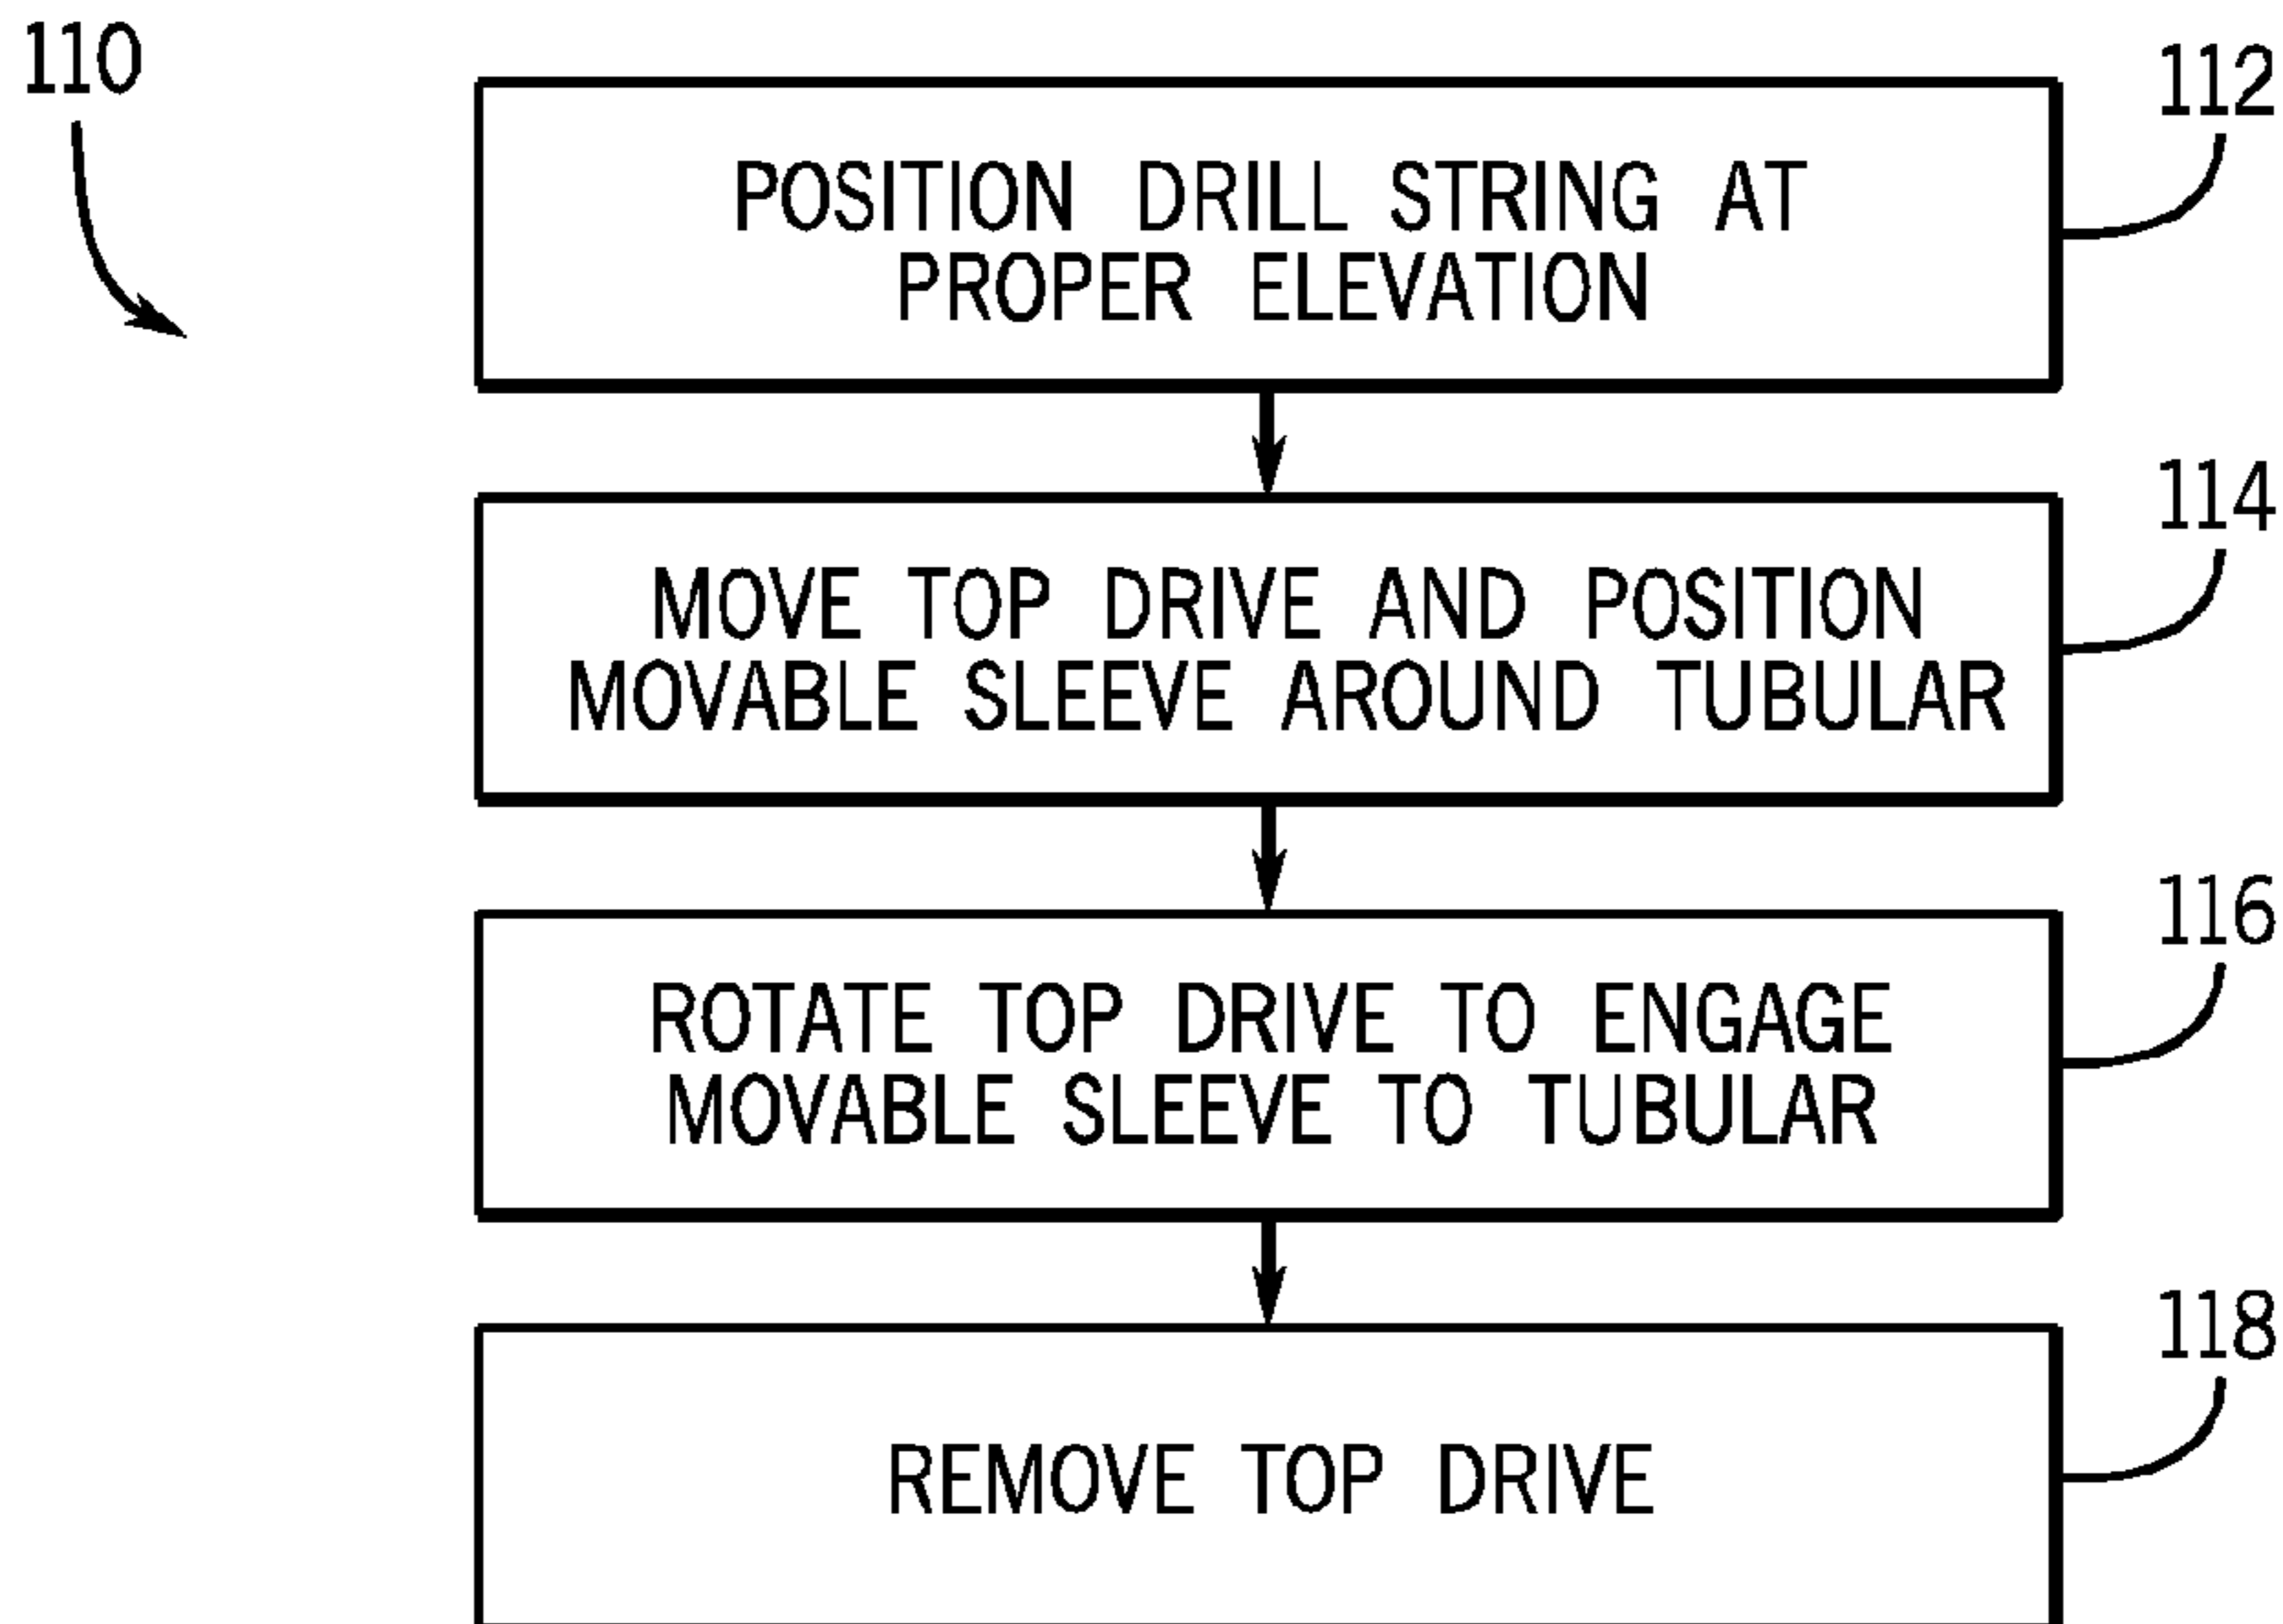 110
112
POSITION DRILL STRING AT
PROPER ELEVATION
114
MOVE TOP DRIVE AND POSITION
MOVABLE SLEEVE AROUND TUBULAR
116
ROTATE TOP DRIVE TO ENGAGE
MOVABLE SLEEVE TO TUBULAR
118
REMOVE TOP DRIVE